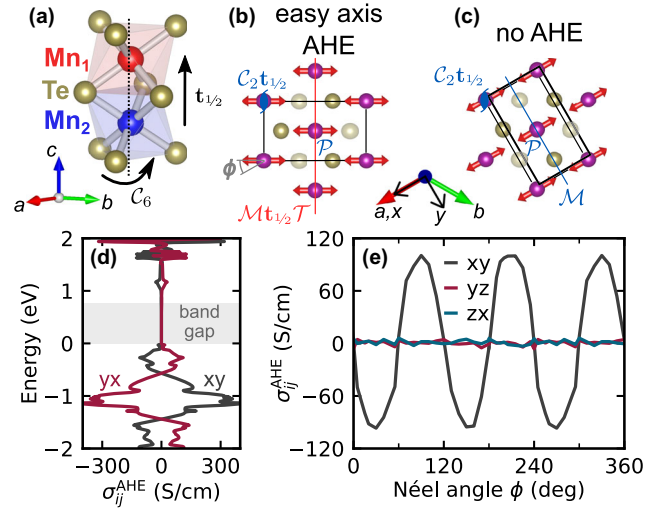 (a)
Mn₁
Te
Mn₂
t₁/₂
c
a
b
𝒞₆
(b) easy axis
AHE
𝒞₂t₁/₂
𝒫
ϕ
ℳt₁/₂𝒯
(c) no AHE
𝒞₂t₁/₂
𝒫
ℳ
a,x
y
b
(d)
Energy (eV)
2
1
0
−1
−2
band
gap
yx
xy
−400 0 400
σᵢⱼᴬᴴᴱ (S/cm)
(e)
σᵢⱼᴬᴴᴱ (S/cm)
120
60
0
−60
−120
xy
yz
zx
0 120 240 360
Néel angle ϕ (deg)